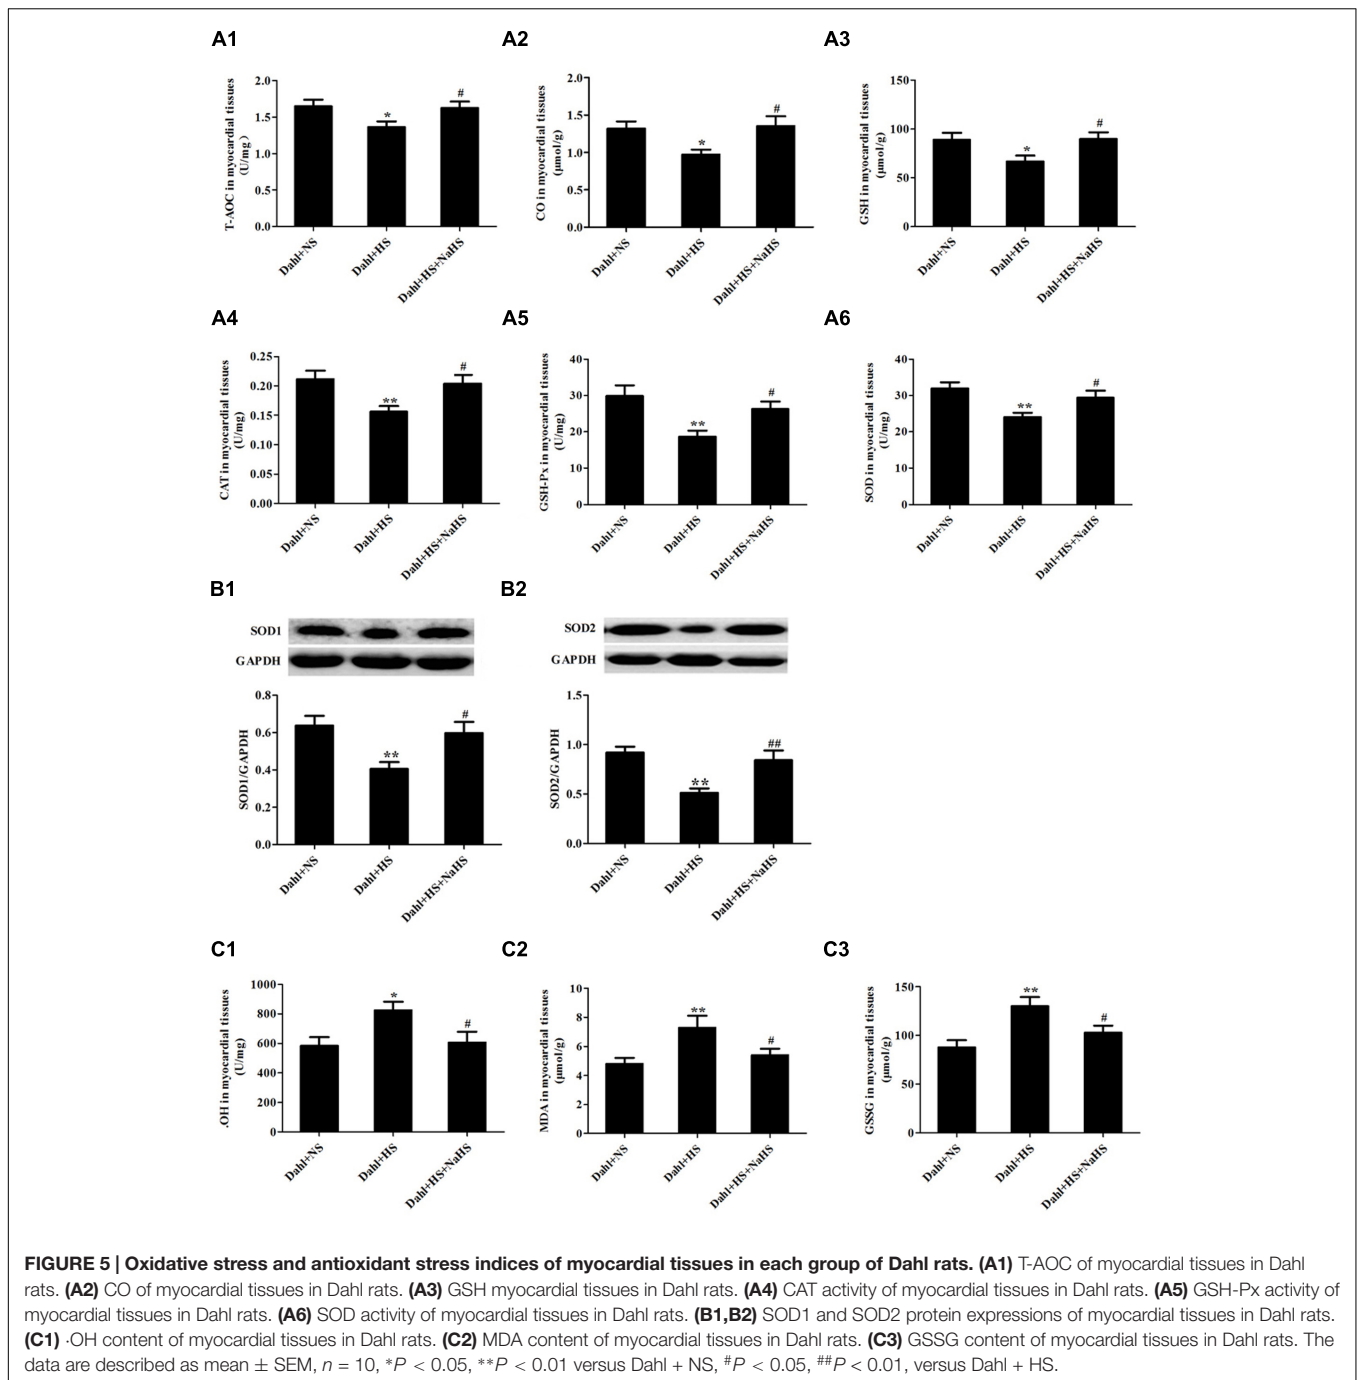 A1
A2
A3
T-AOC in myocardial tissues
(U/mg)
2.0
1.5
1.0
0.5
0.0
*
#
Dahl+NS
Dahl+HS
Dahl+HS+NaHS
CO in myocardial tissues
(μmol/g)
2.0
1.5
1.0
0.5
0.0
*
#
Dahl+NS
Dahl+HS
Dahl+HS+NaHS
GSH in myocardial tissues
(μmol/g)
150
100
50
0
*
#
Dahl+NS
Dahl+HS
Dahl+HS+NaHS
A4
A5
A6
CAT in myocardial tissues
(U/mg)
0.25
0.20
0.15
0.10
0.05
0.00
**
#
Dahl+NS
Dahl+HS
Dahl+HS+NaHS
GSH-Px in myocardial tissues
(U/mg)
40
30
20
10
0
**
#
Dahl+NS
Dahl+HS
Dahl+HS+NaHS
SOD in myocardial tissues
(U/mg)
40
30
20
10
0
**
#
Dahl+NS
Dahl+HS
Dahl+HS+NaHS
B1
B2
SOD1
GAPDH
SOD1/GAPDH
0.8
0.6
0.4
0.2
0.0
**
#
Dahl+NS
Dahl+HS
Dahl+HS+NaHS
SOD2
GAPDH
SOD2/GAPDH
1.5
1.0
0.5
0.0
**
##
Dahl+NS
Dahl+HS
Dahl+HS+NaHS
C1
C2
C3
.OH in myocardial tissues
(U/mg)
1000
800
600
400
200
0
*
#
Dahl+NS
Dahl+HS
Dahl+HS+NaHS
MDA in myocardial tissues
(μmol/g)
10
8
6
4
2
0
**
#
Dahl+NS
Dahl+HS
Dahl+HS+NaHS
GSSG in myocardial tissues
(μmol/g)
150
100
50
0
**
#
Dahl+NS
Dahl+HS
Dahl+HS+NaHS
FIGURE 5 | Oxidative stress and antioxidant stress indices of myocardial tissues in each group of Dahl rats. (A1) T-AOC of myocardial tissues in Dahl
rats. (A2) CO of myocardial tissues in Dahl rats. (A3) GSH myocardial tissues in Dahl rats. (A4) CAT activity of myocardial tissues in Dahl rats. (A5) GSH-Px activity of
myocardial tissues in Dahl rats. (A6) SOD activity of myocardial tissues in Dahl rats. (B1,B2) SOD1 and SOD2 protein expressions of myocardial tissues in Dahl rats.
(C1) ·OH content of myocardial tissues in Dahl rats. (C2) MDA content of myocardial tissues in Dahl rats. (C3) GSSG content of myocardial tissues in Dahl rats. The
data are described as mean ± SEM, n = 10, *P < 0.05, **P < 0.01 versus Dahl + NS, #P < 0.05, ##P < 0.01, versus Dahl + HS.